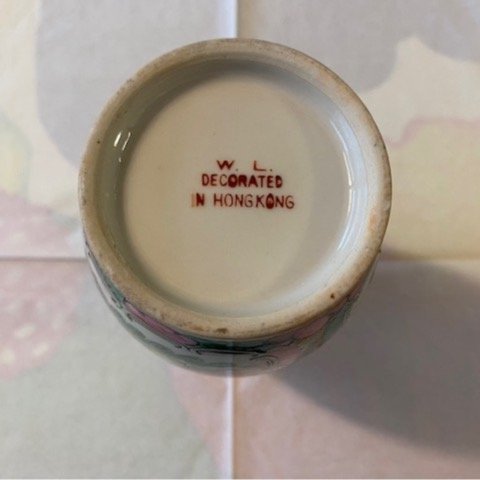 W. L.
DECORATED
IN HONGKONG